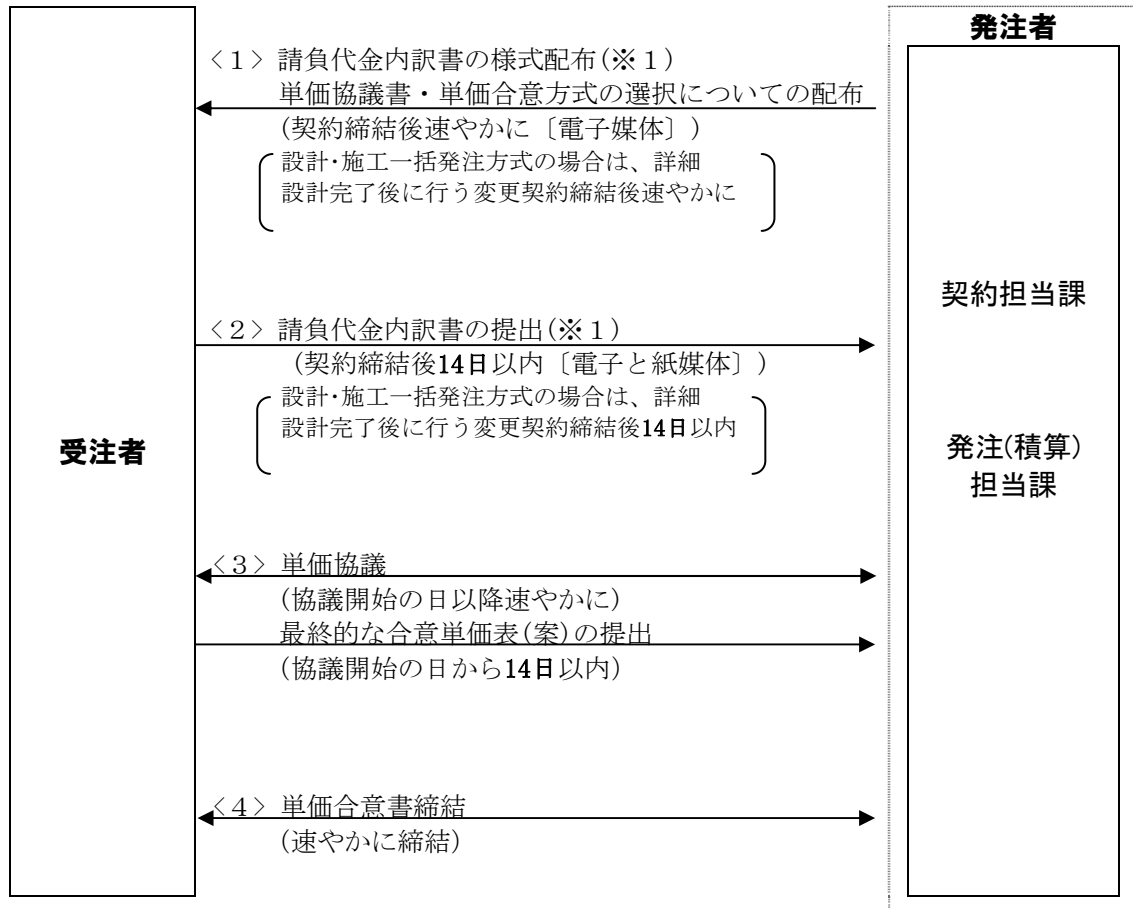 発注者
<1> 請負代金内訳書の様式配布(※1)
単価協議書・単価合意方式の選択についての配布
(契約締結後速やかに〔電子媒体〕)
設計・施工一括発注方式の場合は、詳細
設計完了後に行う変更契約締結後速やかに
契約担当課
<2> 請負代金内訳書の提出(※1)
(契約締結後14日以内〔電子と紙媒体〕)
設計・施工一括発注方式の場合は、詳細
設計完了後に行う変更契約締結後14日以内
受注者
発注(積算)
担当課
<3> 単価協議
(協議開始の日以降速やかに)
最終的な合意単価表(案)の提出
(協議開始の日から14日以内)
<4> 単価合意書締結
(速やかに締結)